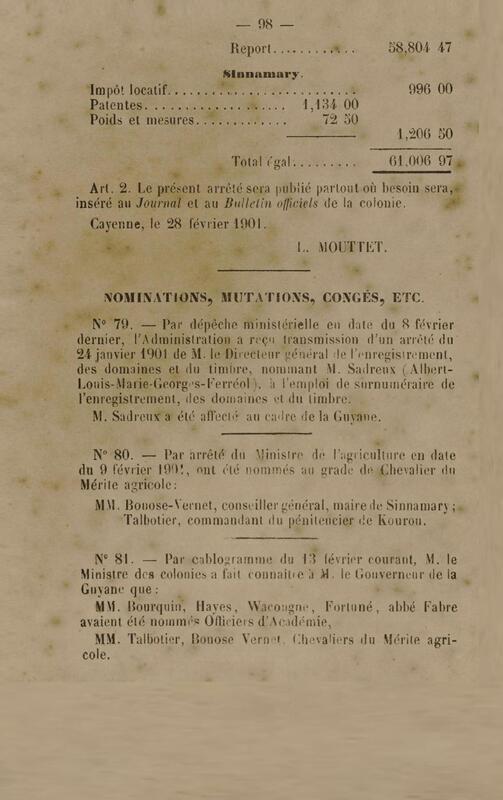 — 98 —
Report............ 58,804 47
Sinnamary.
Impôt locatif.......................... 996 00
Patentes................... 1,134 00
Poids et mesures............ 72 50
1,206 50
Total égal......... 61,006 97
Art. 2. Le présent arrêté sera publié partout où besoin sera,
inséré au Journal et au Bulletin officiels de la colonie.
Cayenne, le 28 février 1901.
L. MOUTTET.
NOMINATIONS, MUTATIONS, CONGÉS, ETC.
N° 79. — Par dépêche ministérielle en date du 8 février
dernier, l'Administration a reçu transmission d'un arrêté du
24 janvier 1901 de M. le Directeur général de l'enregistrement,
des domaines et du timbre, nommant M. Sadreux (Albert-
Louis-Marie-Georges-Ferréol), à l'emploi de surnuméraire de
l'enregistrement, des domaines et du timbre.
M. Sadreux a été affecté au cadre de la Guyane.
N° 80. — Par arrêté du Ministre de l'agriculture en date
du 9 février 1901, ont été nommés au grade de Chevalier du
Mérite agricole:
MM. Bonose-Vernet, conseiller général, maire de Sinnamary;
Talbotier, commandant du pénitencier de Kourou.
N° 81. — Par cablogramme du 13 février courant, M. le
Ministre des colonies a fait connaître à M. le Gouverneur de la
Guyane que:
MM. Bourquin, Hayes, Wacongne, Fortuné, abbé Fabre
avaient été nommés Officiers d'Académie,
MM. Talbotier, Bonose Vernet, Chevaliers du Mérite agri-
cole.